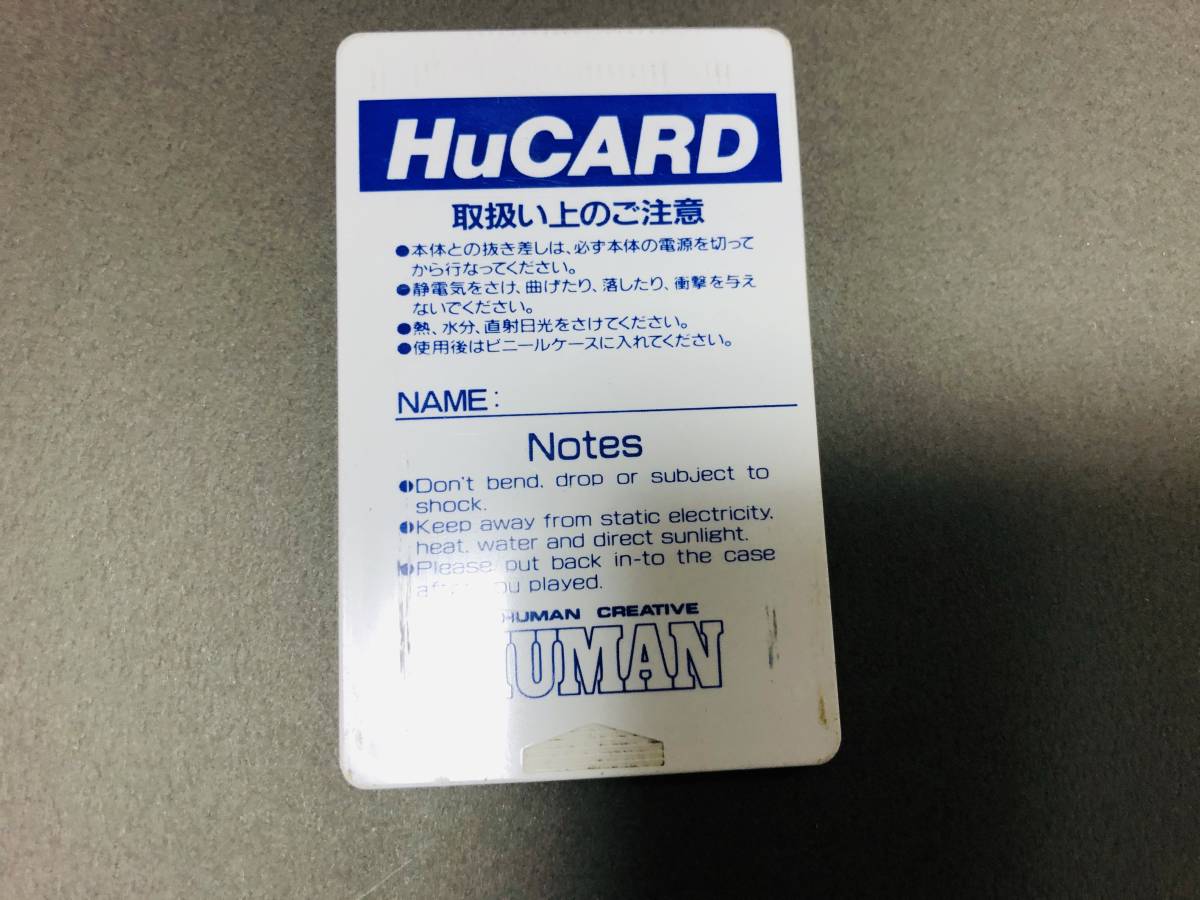 HuCARD
取扱い上のご注意
●本体との抜き差しは、必ず本体の電源を切って
から行なってください。
●静電気をさけ、曲げたり、落したり、衝撃を与え
ないでください。
●熱、水分、直射日光をさけてください。
●使用後はビニールケースに入れてください。
NAME:
Notes
●Don't bend, drop or subject to
shock.
●Keep away from static electricity,
heat, water and direct sunlight.
●Please put back in-to the case
played.
HUMAN CREATIVE
HUMAN